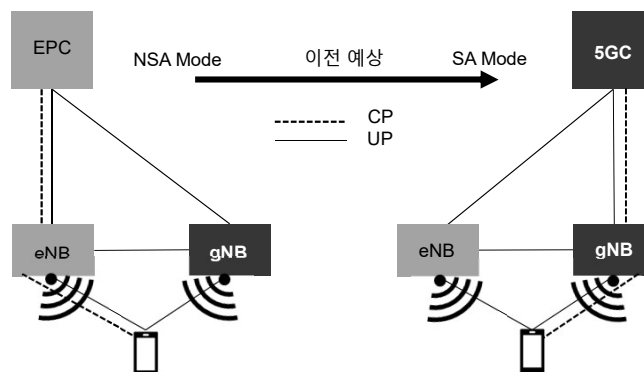 EPC
NSA Mode
이전 예상
SA Mode
5GC
CP
UP
eNB
gNB
eNB
gNB